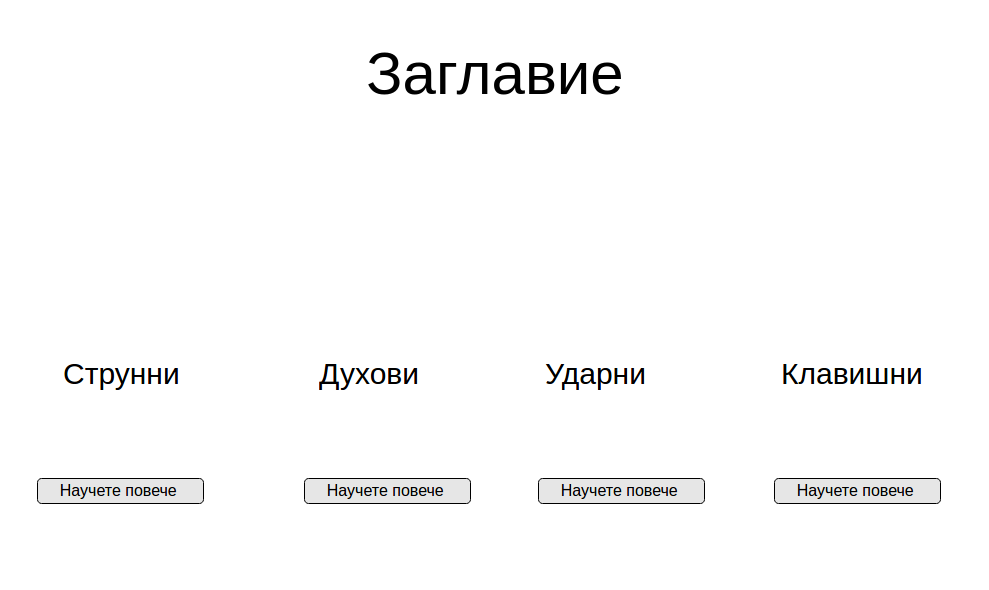 Заглавие
Струнни Духови Ударни Клавишни
Научете повече Научете повече Научете повече Научете повече